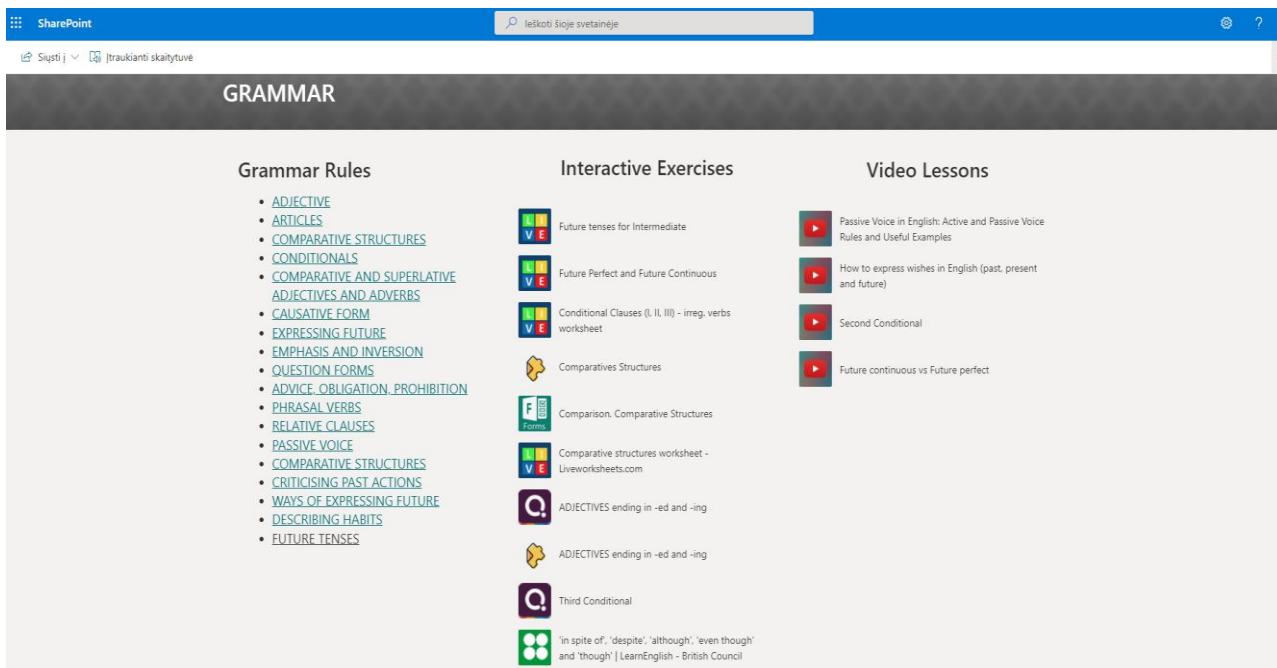 SharePoint
Ieškoti šioje svetainėje
?
Siųsti į
Įtraukianti skaitytuvė
GRAMMAR
Grammar Rules
ADJECTIVE
ARTICLES
COMPARATIVE STRUCTURES
CONDITIONALS
COMPARATIVE AND SUPERLATIVE
ADJECTIVES AND ADVERBS
CAUSATIVE FORM
EXPRESSING FUTURE
EMPHASIS AND INVERSION
QUESTION FORMS
ADVICE, OBLIGATION, PROHIBITION
PHRASAL VERBS
RELATIVE CLAUSES
PASSIVE VOICE
COMPARATIVE STRUCTURES
CRITICISING PAST ACTIONS
WAYS OF EXPRESSING FUTURE
DESCRIBING HABITS
FUTURE TENSES
Interactive Exercises
LIVE
Future tenses for Intermediate
LIVE
Future Perfect and Future Continuous
LIVE
Conditional Clauses (I, II, III) - irreg. verbs
worksheet
Comparatives Structures
F
Forms
Comparison. Comparative Structures
LIVE
Comparative structures worksheet -
Liveworksheets.com
Q
ADJECTIVES ending in -ed and -ing
ADJECTIVES ending in -ed and -ing
Q
Third Conditional
'in spite of', 'despite', 'although', 'even though'
and 'though' | LearnEnglish - British Council
Video Lessons
Passive Voice in English: Active and Passive Voice
Rules and Useful Examples
How to express wishes in English (past, present
and future)
Second Conditional
Future continuous vs Future perfect